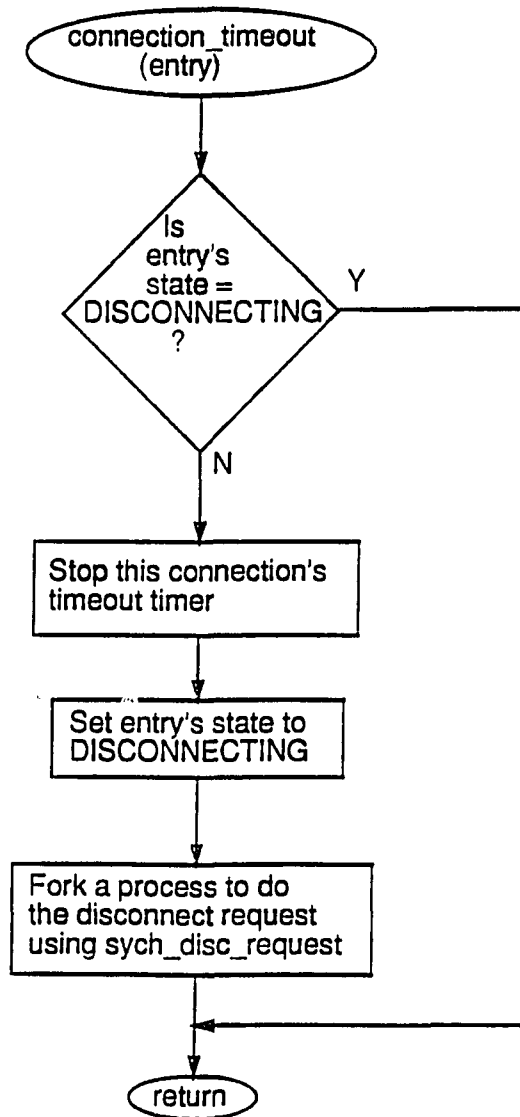 connection_timeout
(entry)
Is
entry's
state =
DISCONNECTING
?
Y
N
Stop this connection's
timeout timer
Set entry's state to
DISCONNECTING
Fork a process to do
the disconnect request
using sych_disc_request
return